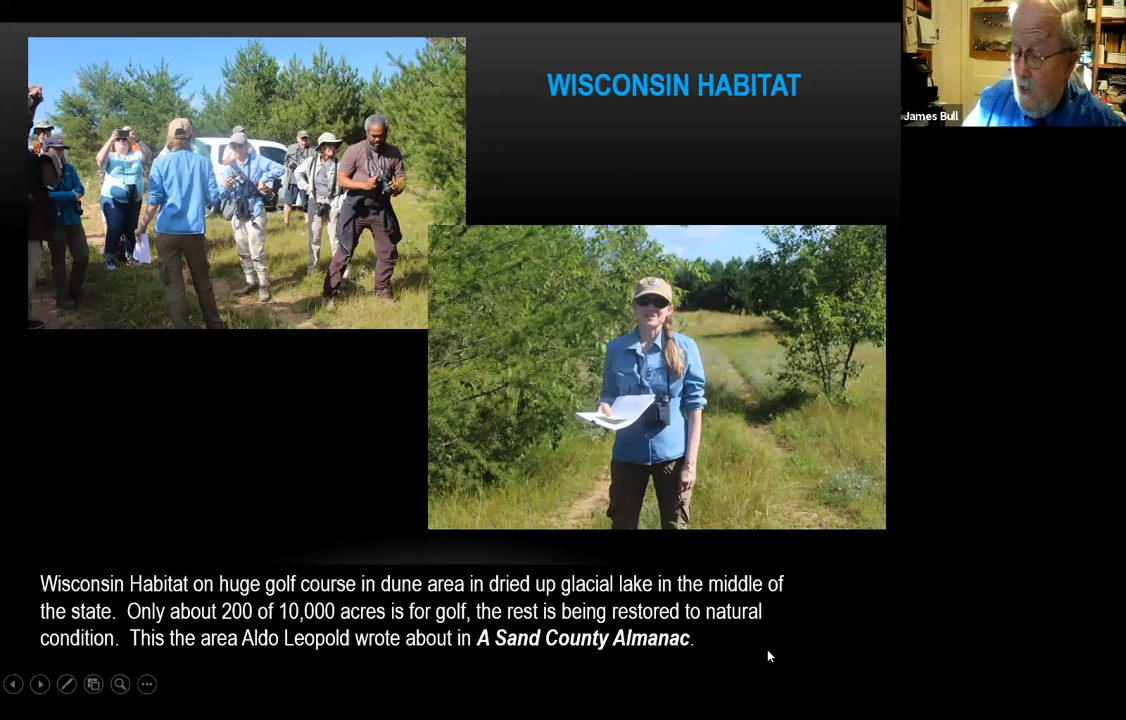 WISCONSIN HABITAT
James Bull
Wisconsin Habitat on huge golf course in dune area in dried up glacial lake in the middle of
the state.  Only about 200 of 10,000 acres is for golf, the rest is being restored to natural
condition.  This the area Aldo Leopold wrote about in A Sand County Almanac.